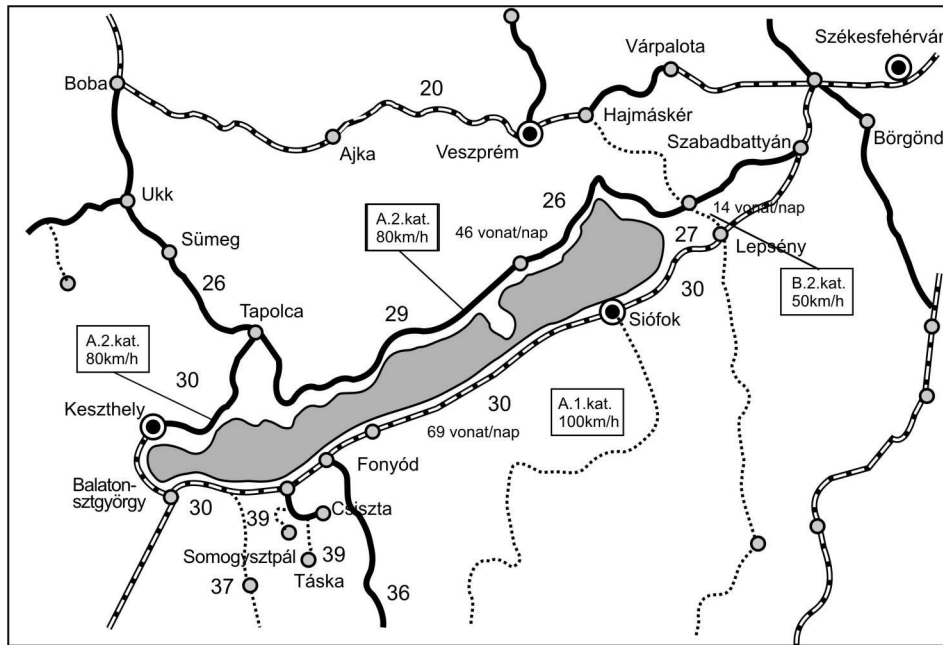 Székesfehérvár
Várpalota
Boba
20
Hajmáskér
Ajka
Veszprém
Szabadbattyán
Börgönd
Ukk
26
14 vonat/nap
A.2.kat.
80km/h
46 vonat/nap
27
Lepsény
Sümeg
26
B.2.kat.
50km/h
30
Tapolca
29
Siófok
A.2.kat.
80km/h
30
30
A.1.kat.
100km/h
Keszthely
69 vonat/nap
Fonyód
Balaton-
sztgyörgy
30
Csiszta
39
Somogysztpál
39
Táska
37
36